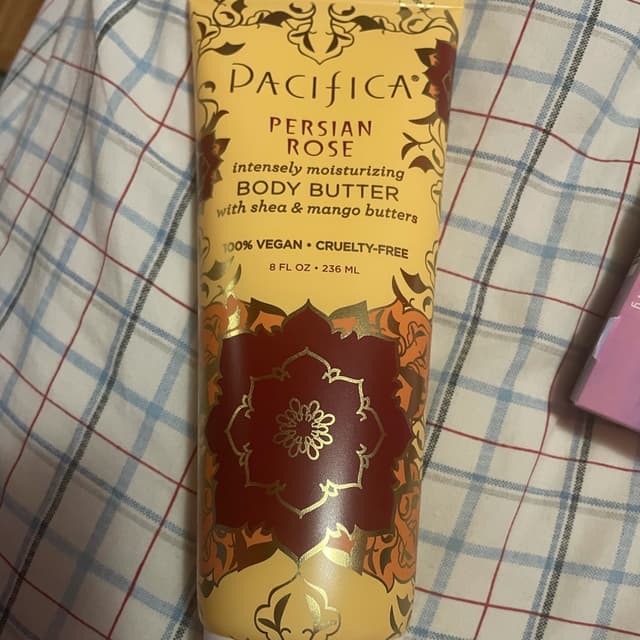 PACIFICA®
PERSIAN
ROSE
intensely moisturizing
BODY BUTTER
with shea & mango butters
100% VEGAN • CRUELTY-FREE
8 FL OZ • 236 ML